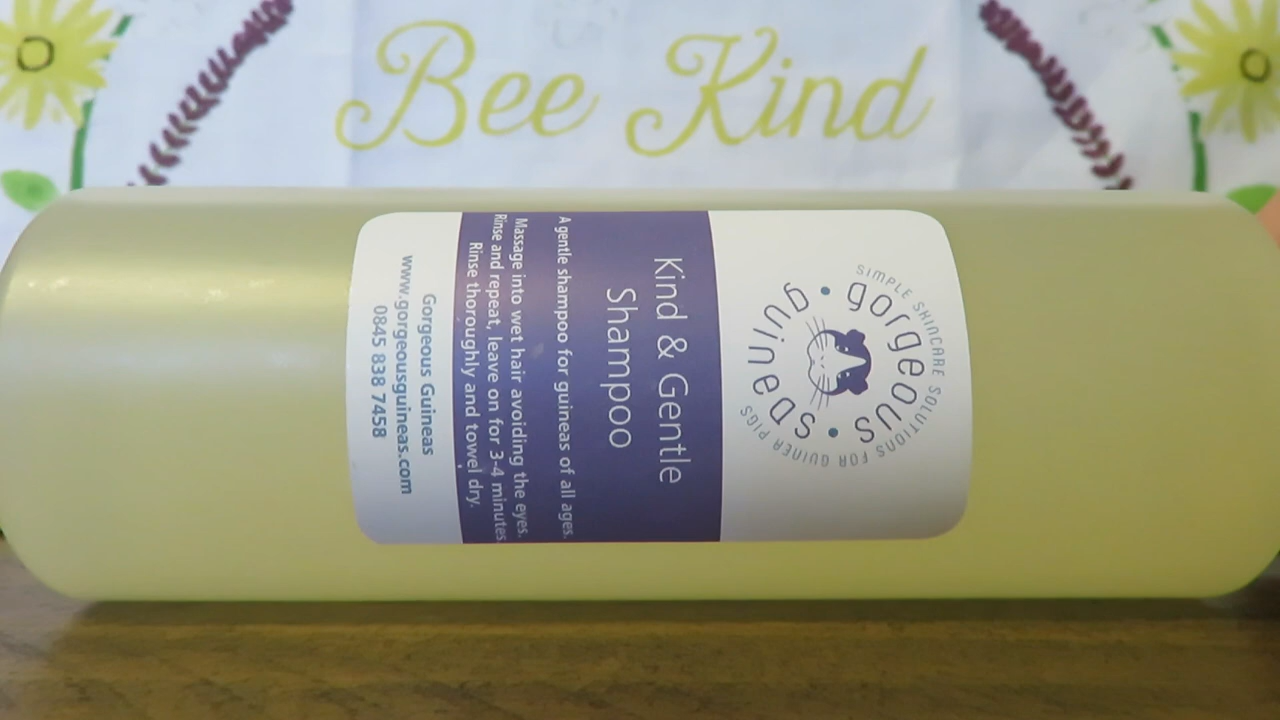 Bee Kind
SIMPLE SKINCARE SOLUTIONS FOR GUINEA PIGS
gorgeous • guineas •
Kind & Gentle
Shampoo
A gentle shampoo for guineas of all ages.
Massage into wet hair avoiding the eyes.
Rinse and repeat, leave on for 3-4 minutes
Rinse thoroughly and towel dry.
Gorgeous Guineas
www.gorgeousguineas.com
0845 838 7458